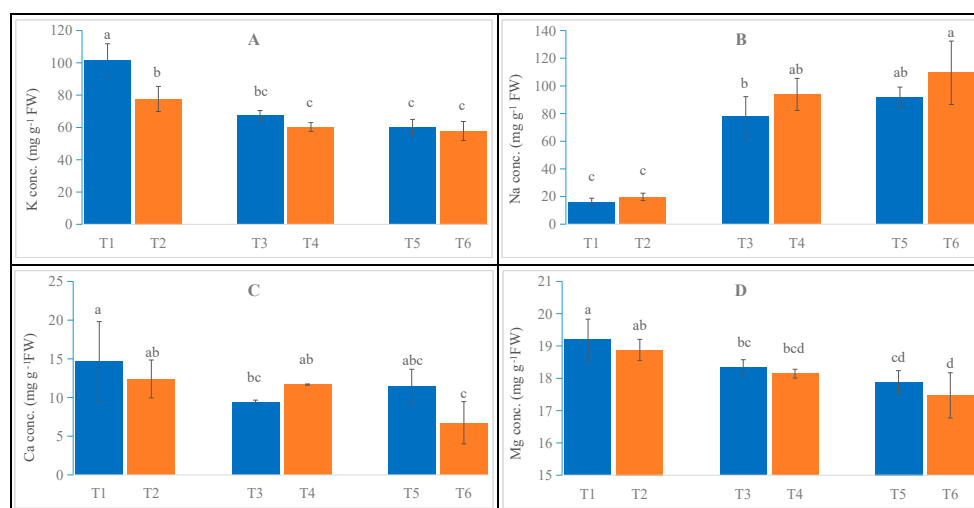 A
K conc. (mg g-1 FW)
120
100
80
60
40
20
0
a
b
bc
c
c
c
T1 T2 T3 T4 T5 T6
B
Na conc. (mg g-1 FW)
140
120
100
80
60
40
20
0
c
c
b
ab
ab
a
T1 T2 T3 T4 T5 T6
C
Ca conc. (mg g-1FW)
25
20
15
10
5
0
a
ab
bc
ab
abc
c
T1 T2 T3 T4 T5 T6
D
Mg conc. (mg g-1FW)
21
20
19
18
17
16
15
a
ab
bc
bcd
cd
d
T1 T2 T3 T4 T5 T6